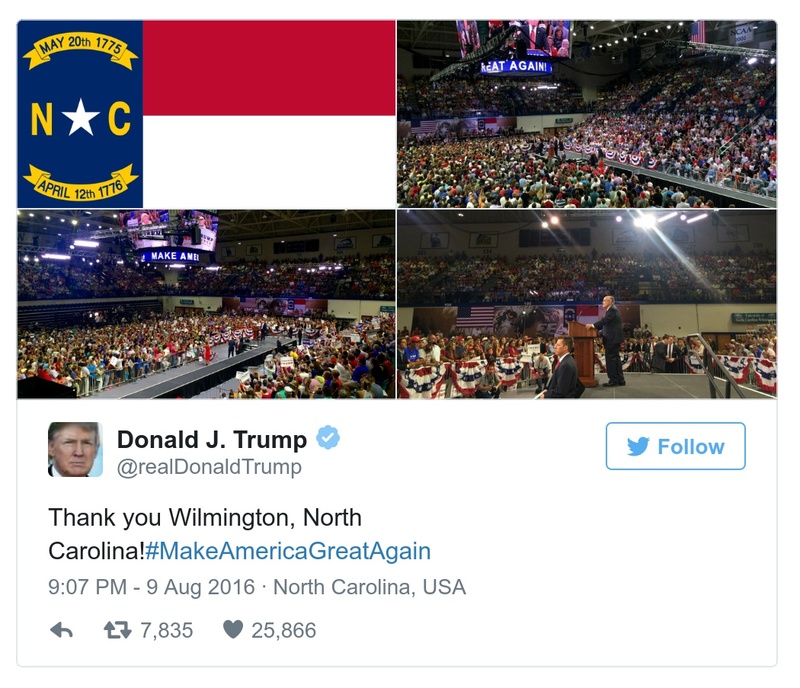 MAY 20th 1775
N ★ C
APRIL 12th 1776
REAT AGAIN!
MAKE AME
Donald J. Trump
@realDonaldTrump
Follow
Thank you Wilmington, North
Carolina!#MakeAmericaGreatAgain
9:07 PM - 9 Aug 2016 · North Carolina, USA
7,835 25,866